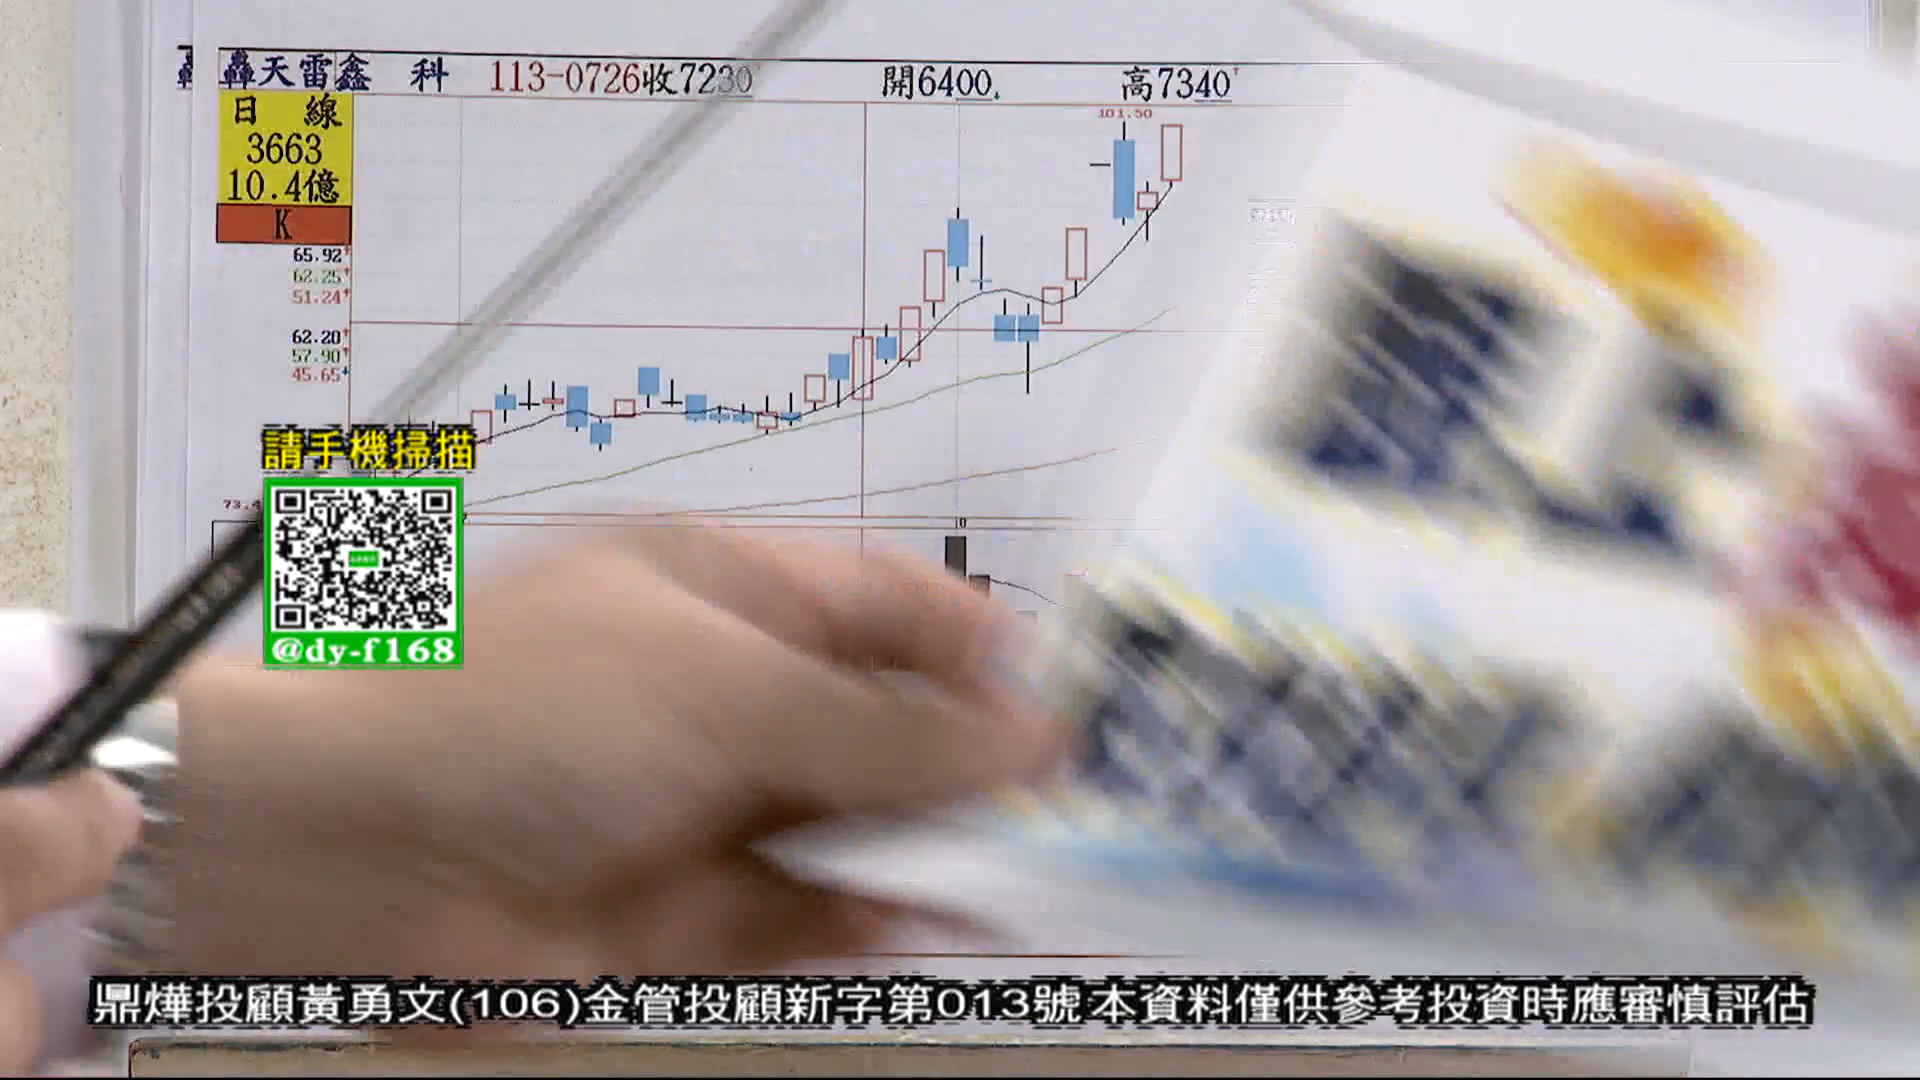 轟天雷鑫 科 113-0726收7230 開6400 高7340
日 線
3663
10.4億
K
65.92
62.25
51.24
62.20
57.90
45.65
101.50
請手機掃描
@dy-f168
鼎燁投顧黃勇文(106)金管投顧新字第013號 本資料僅供參考投資時應審慎評估